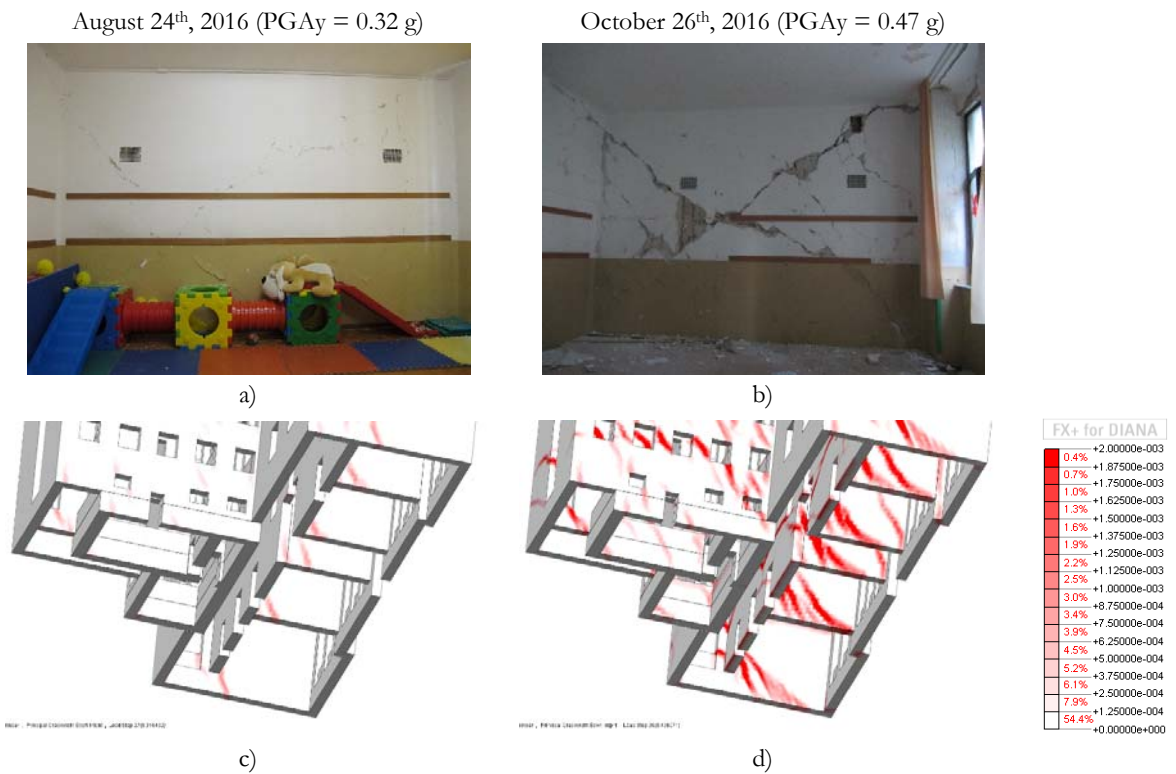 August 24th, 2016 (PGAy = 0.32 g)
October 26th, 2016 (PGAy = 0.47 g)
a)
b)
FX+ for DIANA
+2.00000e-003
0.4%
+1.87500e-003
0.7%
+1.75000e-003
1.0%
+1.62500e-003
1.3%
+1.50000e-003
1.6%
+1.37500e-003
1.9%
+1.25000e-003
2.2%
+1.12500e-003
2.5%
+1.00000e-003
3.0%
+8.75000e-004
3.4%
+7.50000e-004
3.9%
+6.25000e-004
4.5%
+5.00000e-004
5.2%
+3.75000e-004
6.1%
+2.50000e-004
7.9%
+1.25000e-004
54.4%
+0.00000e+000
c)
d)